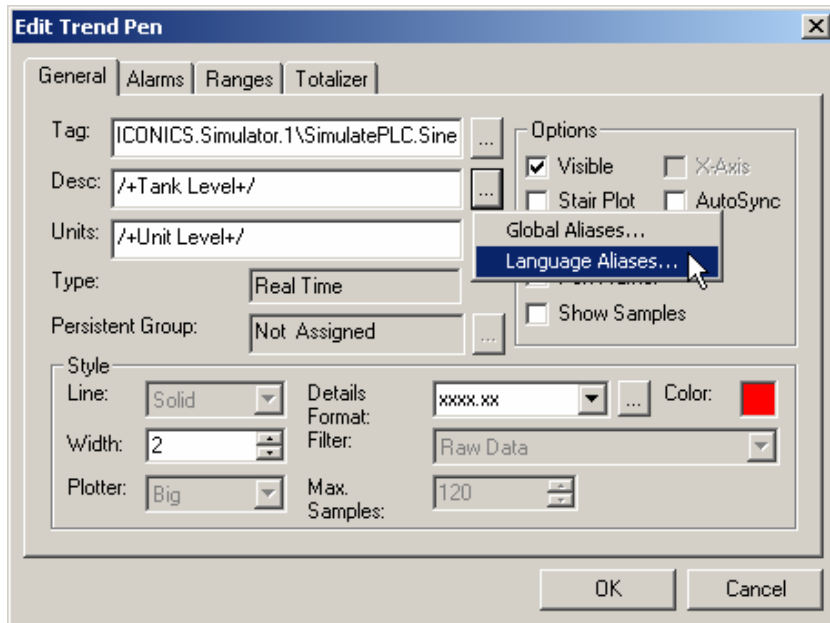 Edit Trend Pen
General Alarms Ranges Totalizer
Tag: ICONICS.Simulator.1\SimulatePLC.Sine ... Options
Visible X-Axis
Desc: /+Tank Level+/ ... Stair Plot AutoSync
Units: /+Unit Level+/ Global Aliases...
Language Aliases...
Type: Real Time
Persistent Group: Not Assigned ... Show Samples
Style
Line: Solid Details Format: xxxx.xx ... Color:
Width: 2 Filter: Raw Data
Plotter: Big Max. Samples: 120
OK Cancel